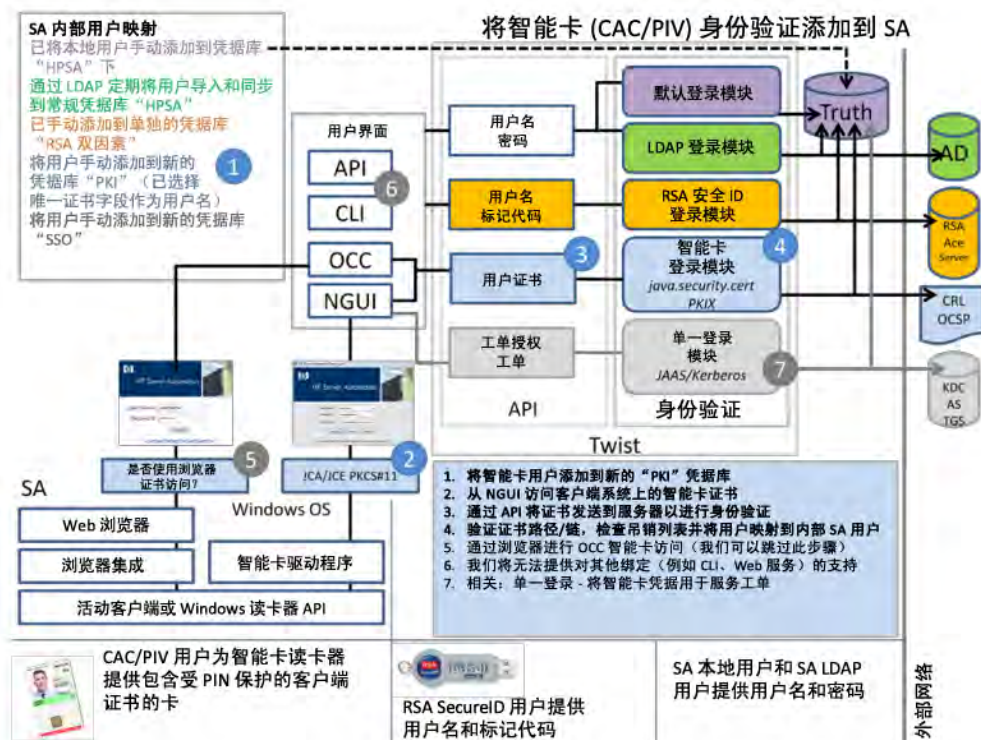 将智能卡 (CAC/PIV) 身份验证添加到 SA
SA 内部用户映射
已将本地用户手动添加到凭据库
“HPSA”下
通过 LDAP 定期将用户导入和同步
到常规凭据库“HPSA”
已手动添加到单独的凭据库
“RSA 双因素”
将用户手动添加到新的
凭据库“PKI”（已选择
唯一证书字段作为用户名）
将用户手动添加到新的凭据库
“SSO”
1
用户界面
API
6
CLI
OCC
NGUI
用户名
密码
用户名
标记代码
用户证书
3
工单授权
工单
API
默认登录模块
LDAP 登录模块
RSA 安全 ID
登录模块
智能卡
登录模块
java.security.cert
PKIX
4
单一登录
模块
JAAS/Kerberos
7
身份验证
Twist
Truth
AD
RSA
Ace
Server
CRL
OCSP
KDC
AS
TGS
HP Server Automation
HP Server Automation
是否使用浏览器
证书访问？
5
JCA/JCE PKCS#11
2
SA
Windows OS
Web 浏览器
浏览器集成
智能卡驱动程序
活动客户端或 Windows 读卡器 API
1. 将智能卡用户添加到新的“PKI”凭据库
2. 从 NGUI 访问客户端系统上的智能卡证书
3. 通过 API 将证书发送到服务器以进行身份验证
4. 验证证书路径/链，检查吊销列表并将用户映射到内部 SA 用户
5. 通过浏览器进行 OCC 智能卡访问（我们可以跳过此步骤）
6. 我们将无法提供对其他绑定（例如 CLI、Web 服务）的支持
7. 相关：单一登录 - 将智能卡凭据用于服务工单
CAC/PIV 用户为智能卡读卡器
提供包含受 PIN 保护的客户端
证书的卡
RSA
RSA SecureID 用户提供
用户名和标记代码
SA 本地用户和 SA LDAP
用户提供用户名和密码
外部网络